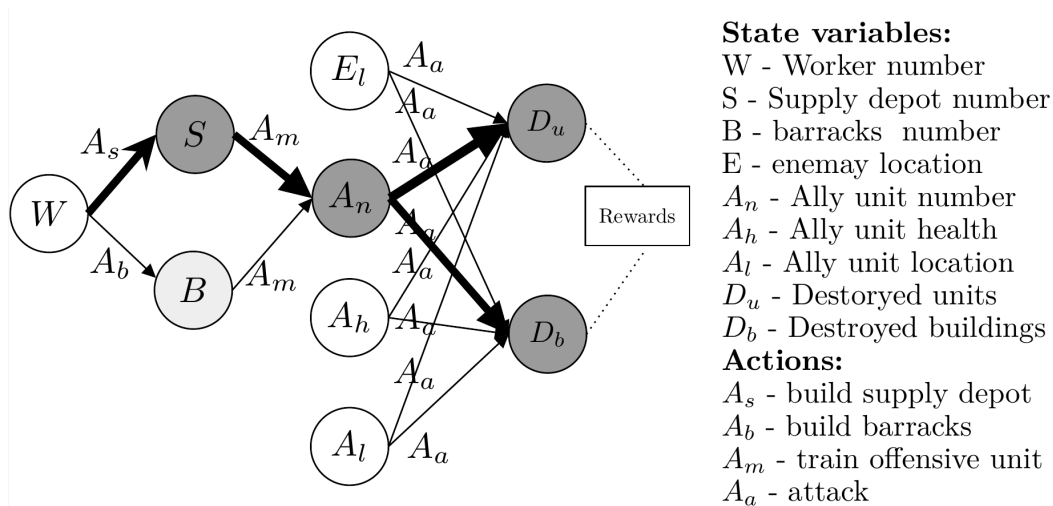 W
A_s
A_b
S
B
A_m
A_m
E_l
A_n
A_h
A_l
A_a
A_a
A_a
A_a
A_a
A_a
A_a
A_a
D_u
D_b
Rewards
State variables:
W - Worker number
S - Supply depot number
B - barracks number
E - enemay location
A_n - Ally unit number
A_h - Ally unit health
A_l - Ally unit location
D_u - Destoryed units
D_b - Destroyed buildings
Actions:
A_s - build supply depot
A_b - build barracks
A_m - train offensive unit
A_a - attack